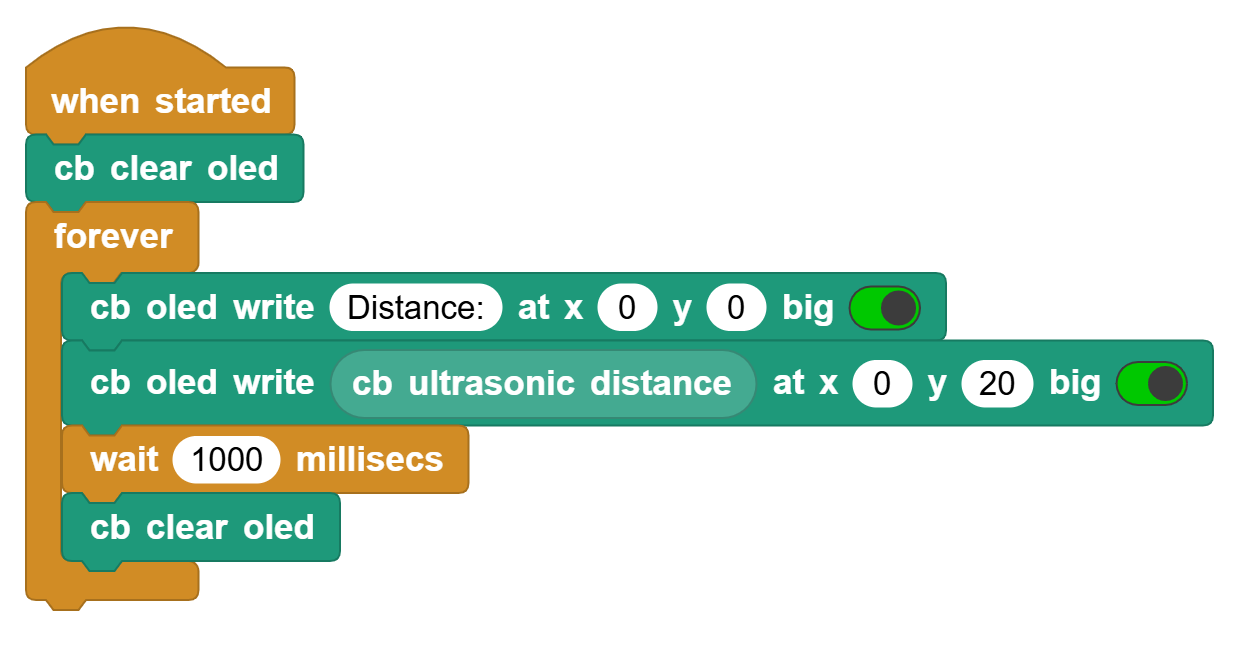 when started
cb clear oled
forever
cb oled write Distance: at x 0 y 0 big
cb oled write cb ultrasonic distance at x 0 y 20 big
wait 1000 millisecs
cb clear oled